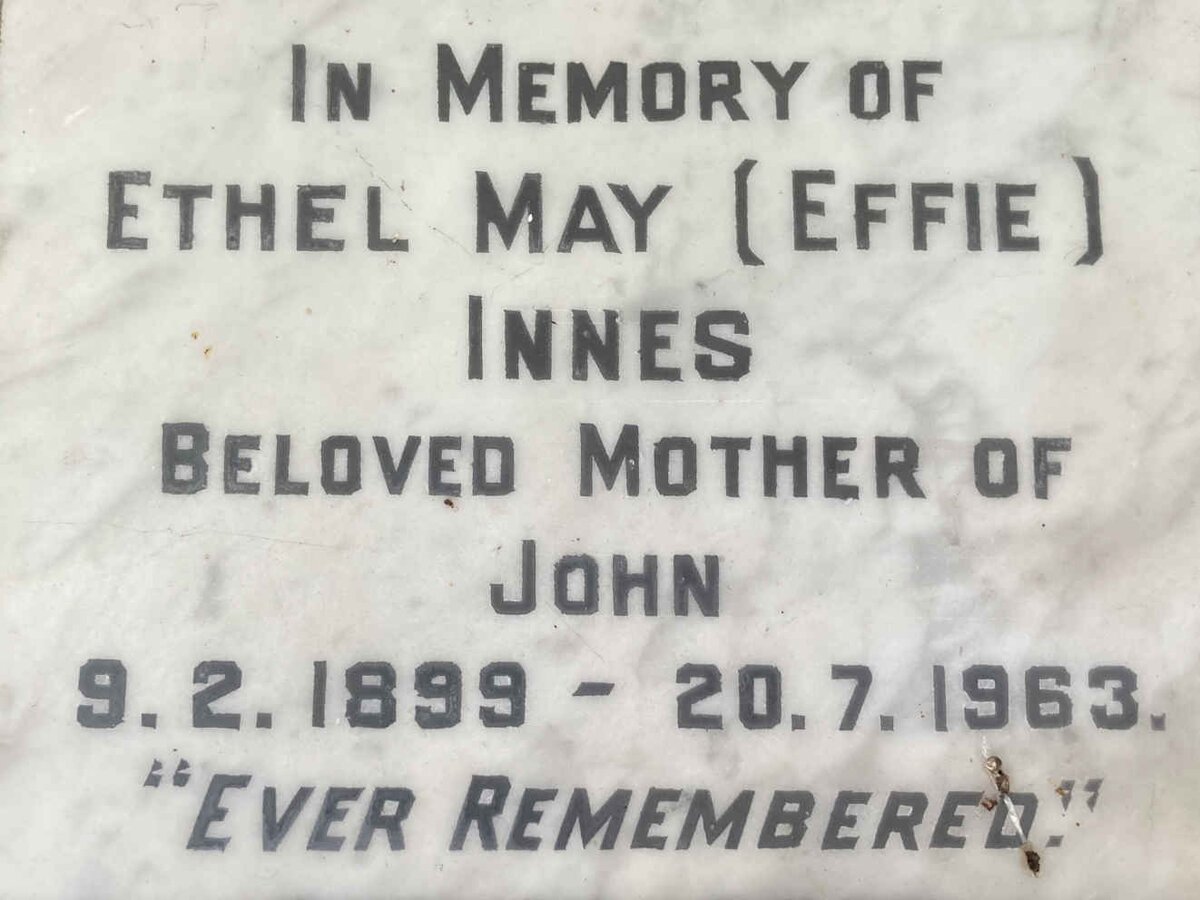 IN MEMORY OF
ETHEL MAY (EFFIE)
INNES
BELOVED MOTHER OF
JOHN
9.2.1899 - 20.7.1963.
"EVER REMEMBERED."